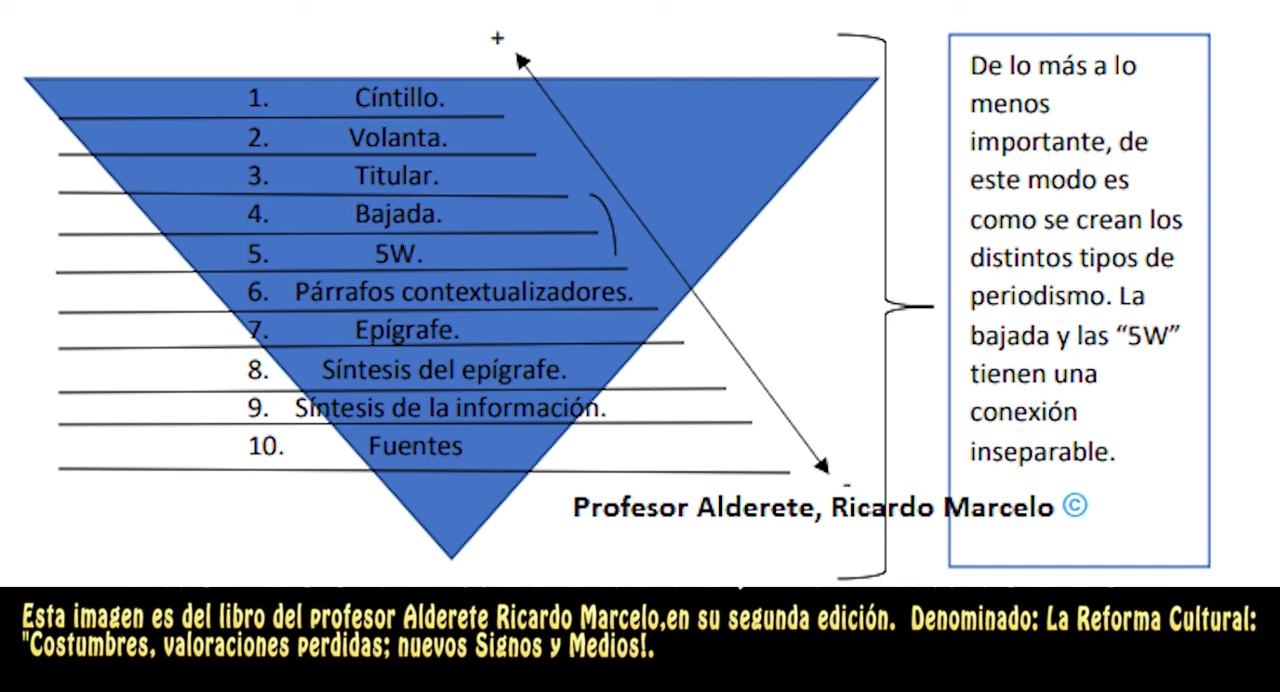 +
1. Cíntillo.
2. Volanta.
3. Titular.
4. Bajada.
5. 5W.
6. Párrafos contextualizadores.
7. Epígrafe.
8. Síntesis del epígrafe.
9. Síntesis de la información.
10. Fuentes
-
De lo más a lo
menos
importante, de
este modo es
como se crean los
distintos tipos de
periodismo. La
bajada y las “5W”
tienen una
conexión
inseparable.
Profesor Alderete, Ricardo Marcelo ©
Esta imagen es del libro del profesor Alderete Ricardo Marcelo,en su segunda edición. Denominado: La Reforma Cultural:
"Costumbres, valoraciones perdidas; nuevos Signos y Medios!.